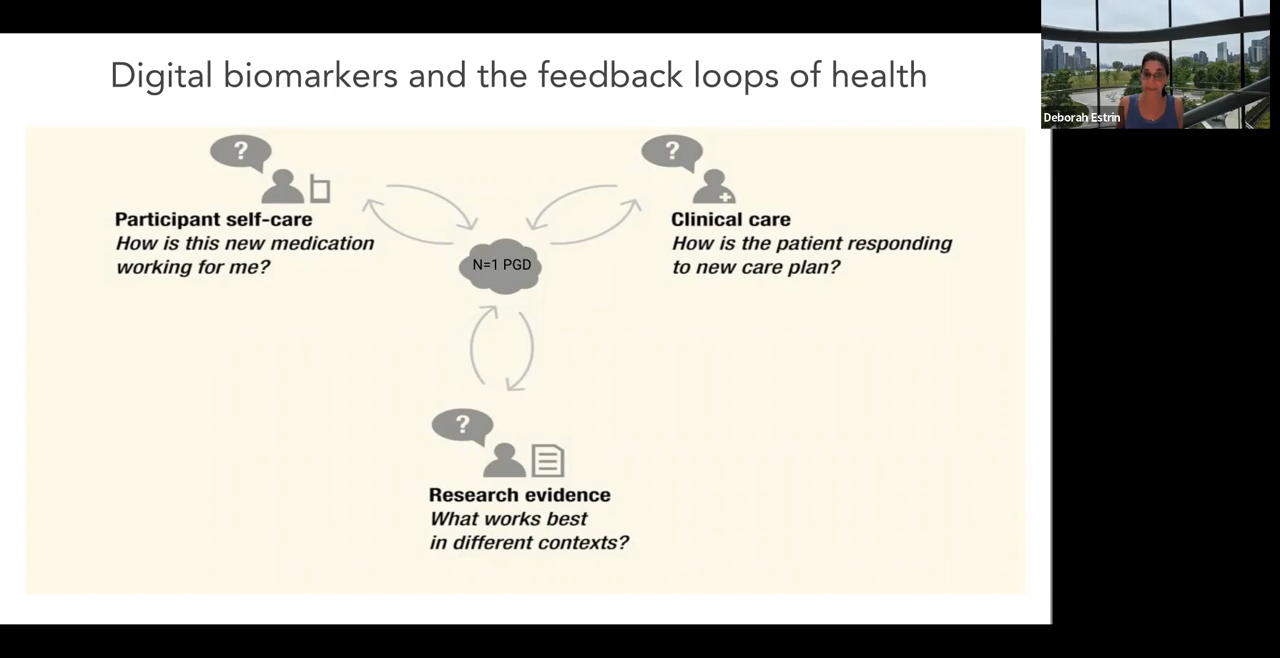 Digital biomarkers and the feedback loops of health
Deborah Estrin
?
Participant self-care
How is this new medication
working for me?
?
Clinical care
How is the patient responding
to new care plan?
N=1 PGD
?
Research evidence
What works best
in different contexts?